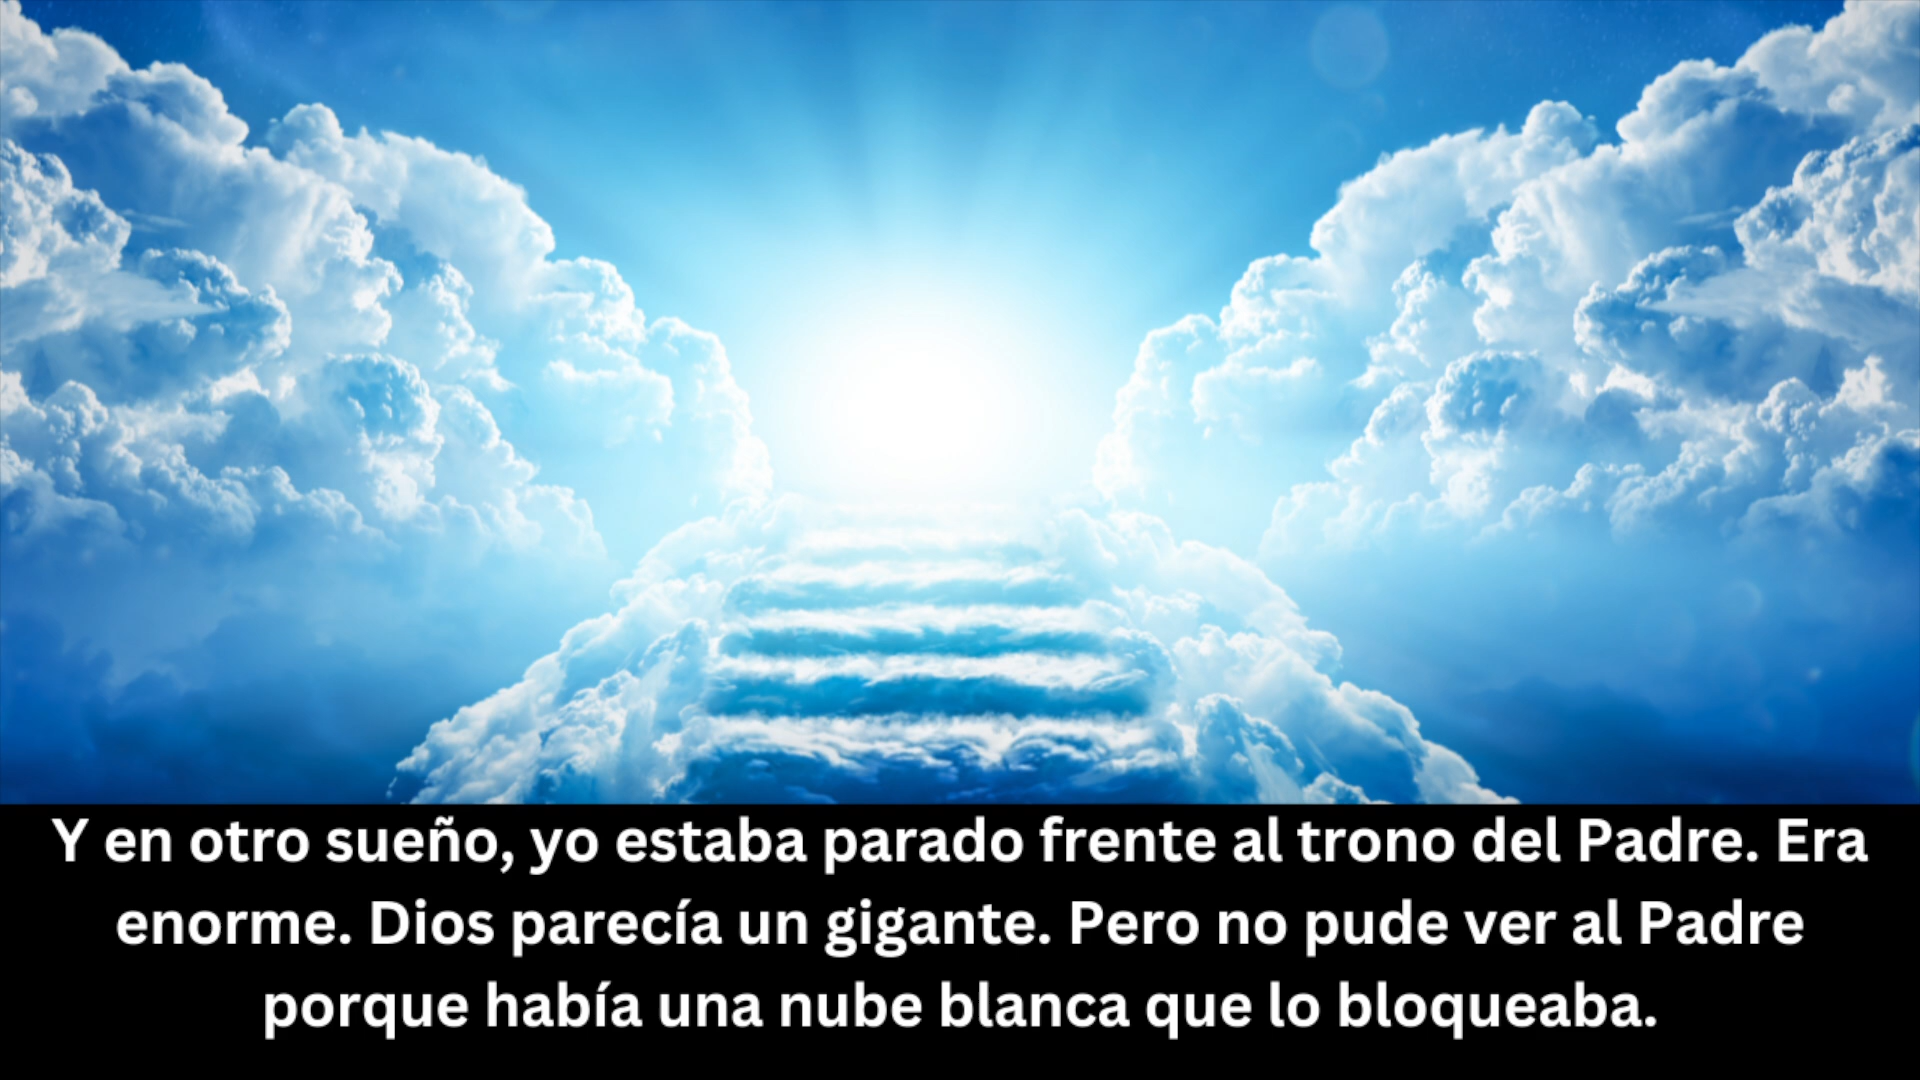 Y en otro sueño, yo estaba parado frente al trono del Padre. Era
enorme. Dios parecía un gigante. Pero no pude ver al Padre
porque había una nube blanca que lo bloqueaba.